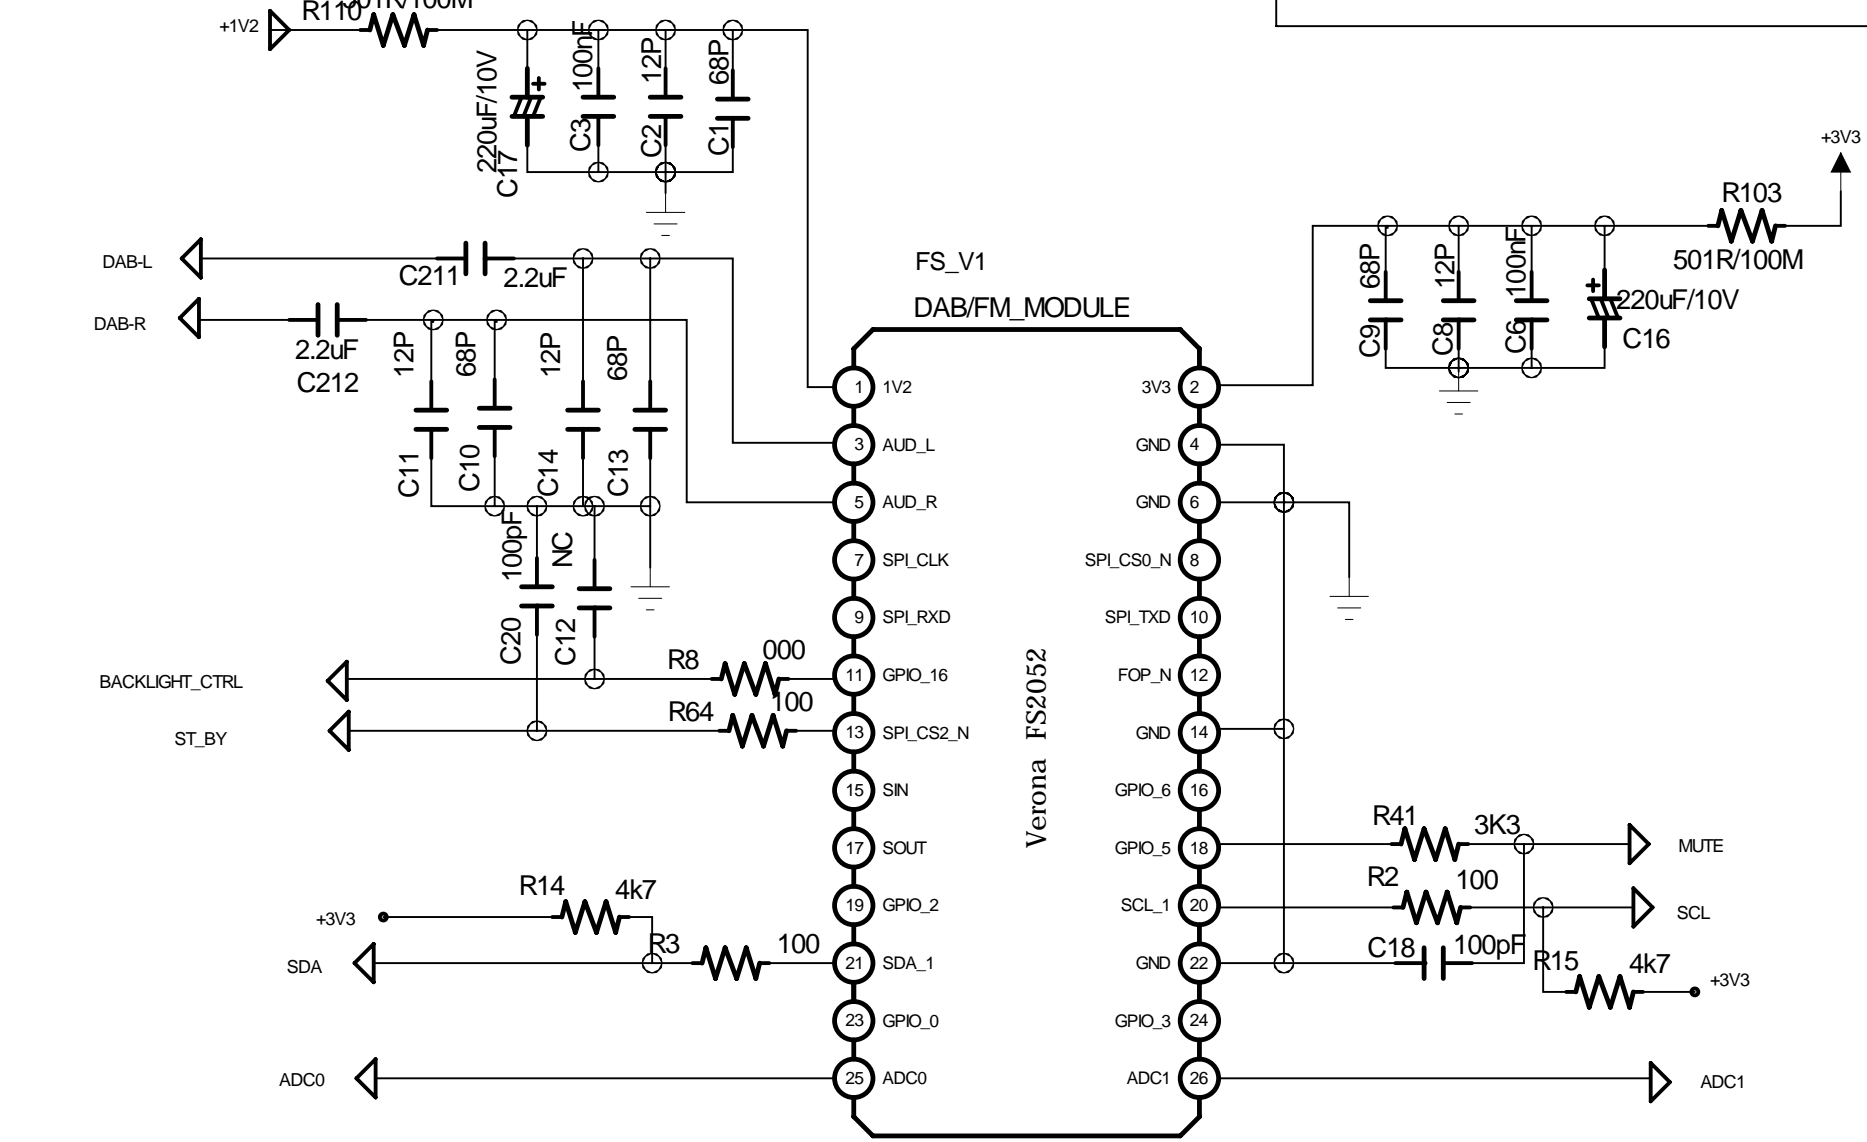 R110
+1V2
220uF/10V
C17
100nF
C3
12P
C2
68P
C1
+3V3
R103
501R/100M
68P
C9
12P
C8
100nF
C6
220uF/10V
C16
DAB-L
C211
2.2uF
DAB-R
2.2uF
C212
12P
C11
68P
C10
12P
C14
68P
C13
FS_V1
DAB/FM_MODULE
1 1V2
3V3 2
3 AUD_L
GND 4
5 AUD_R
GND 6
7 SPI_CLK
SPI_CS0_N 8
9 SPI_RXD
SPI_TXD 10
11 GPIO_16
FOP_N 12
13 SPI_CS2_N
GND 14
15 SIN
GPIO_6 16
17 SOUT
GPIO_5 18
19 GPIO_2
SCL_1 20
21 SDA_1
GND 22
23 GPIO_0
GPIO_3 24
25 ADC0
ADC1 26
Verona FS2052
100pF
C20
NC
C12
BACKLIGHT_CTRL
R8
000
ST_BY
R64
100
+3V3
R14
4k7
SDA
R3
100
ADC0
R41
3K3
MUTE
R2
100
SCL
C18
100pF
R15
4k7
+3V3
ADC1